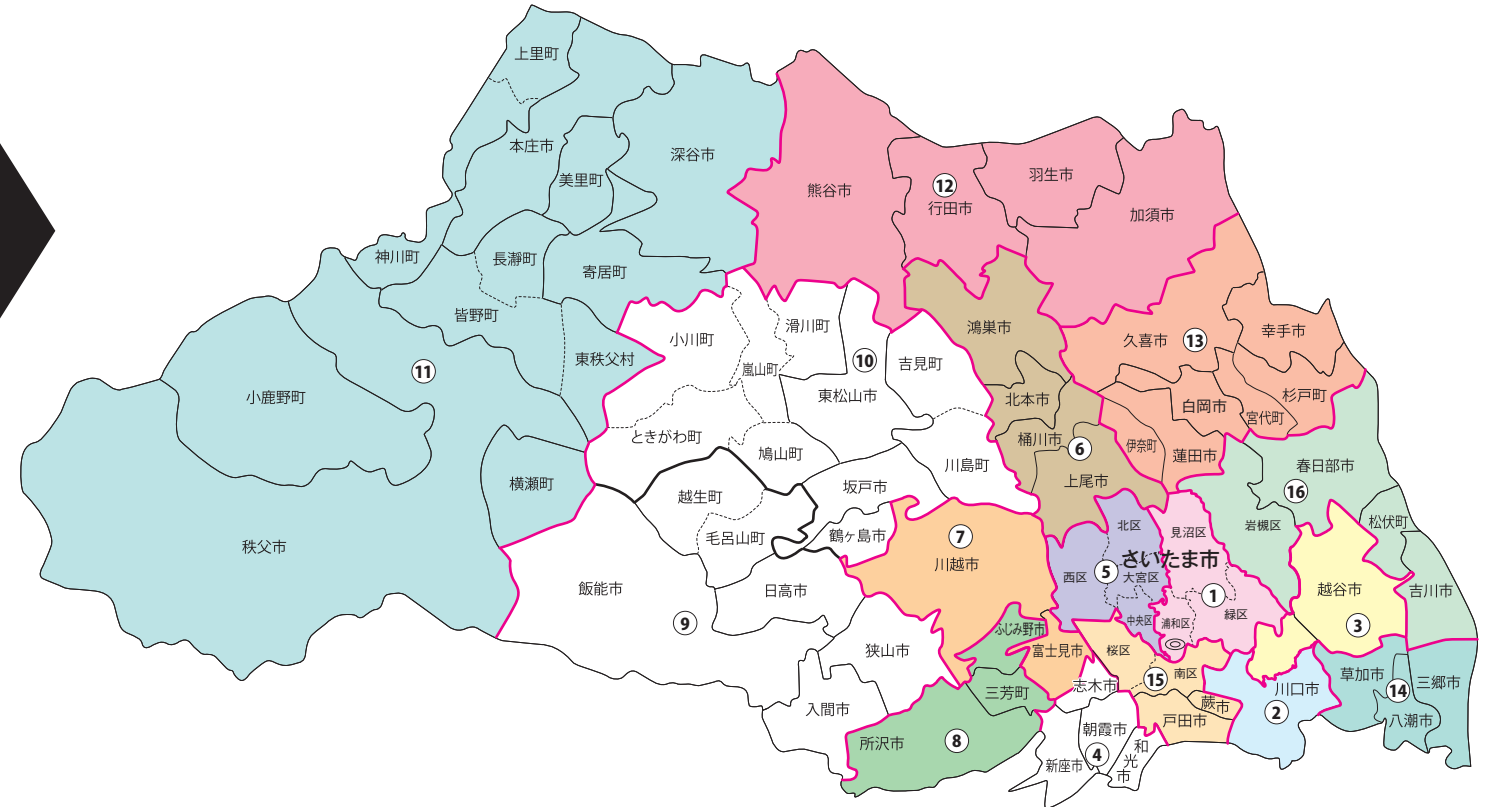 上里町
本庄市
美里町
深谷市
神川町
長瀞町
寄居町
皆野町
東秩父村
⑪
小鹿野町
横瀬町
秩父市
熊谷市
⑫
行田市
羽生市
加須市
小川町
嵐山町
滑川町
⑩
吉見町
東松山市
ときがわ町
鳩山町
川島町
鴻巣市
北本市
桶川市
⑥
上尾市
久喜市
⑬
幸手市
杉戸町
宮代町
白岡市
伊奈町
蓮田市
春日部市
⑯
岩槻区
松伏町
吉川市
越生町
毛呂山町
坂戸市
鶴ヶ島市
飯能市
日高市
⑨
狭山市
入間市
⑦
川越市
ふじみ野市
富士見市
三芳町
所沢市
⑧
北区
見沼区
さいたま市
西区
⑤
大宮区
中央区
浦和区
①
緑区
桜区
南区
⑮
蕨市
戸田市
志木市
朝霞市
④
新座市
和光市
越谷市
③
川口市
②
草加市
⑭
三郷市
八潮市